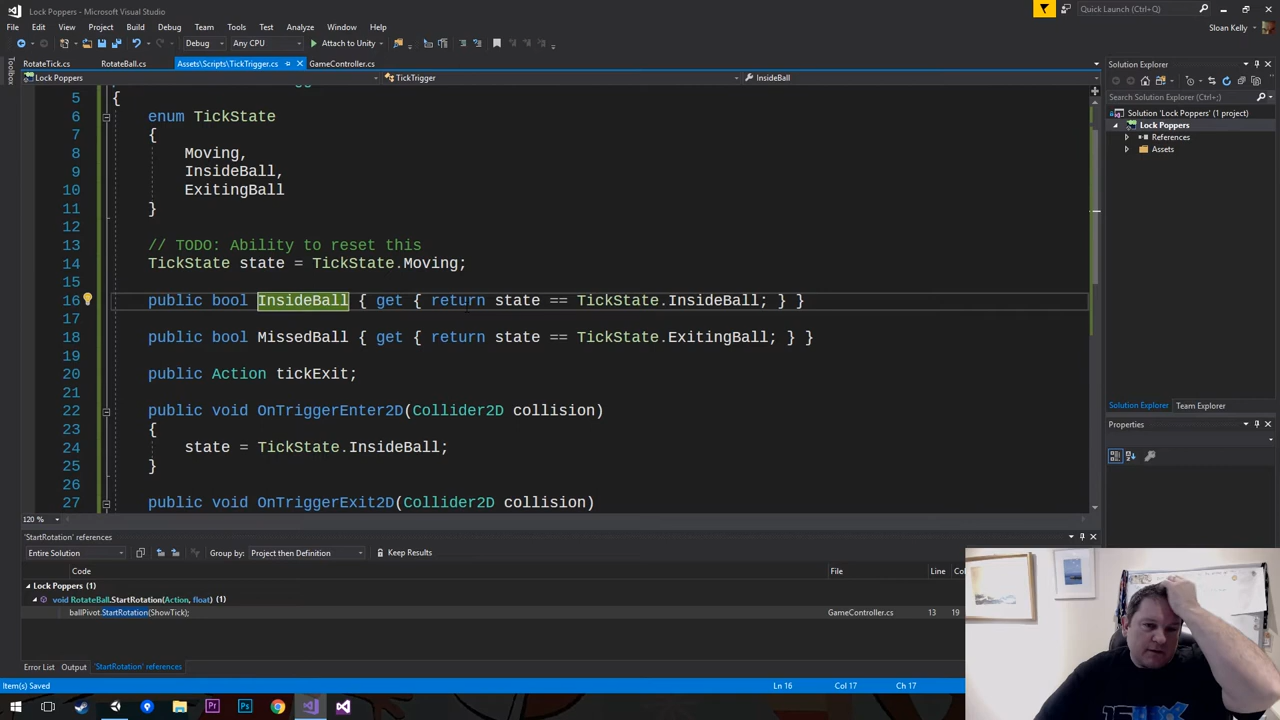 Lock Poppers - Microsoft Visual Studio
Quick Launch (Ctrl+;)
File Edit View Project Build Debug Team Tools Test Analyze Window Help
Sloan Kelly
Debug Any CPU Attach to Unity
Toolbox
RotateTick.cs RotateBall.cs Assets\Scripts\TickTrigger.cs GameController.cs
Lock Poppers TickTrigger InsideBall
5 {
6 enum TickState
7 {
8 Moving,
9 InsideBall,
10 ExitingBall
11 }
12
13 // TODO: Ability to reset this
14 TickState state = TickState.Moving;
15
16 public bool InsideBall { get { return state == TickState.InsideBall; } }
17
18 public bool MissedBall { get { return state == TickState.ExitingBall; } }
19
20 public Action tickExit;
21
22 public void OnTriggerEnter2D(Collider2D collision)
23 {
24 state = TickState.InsideBall;
25 }
26
27 public void OnTriggerExit2D(Collider2D collision)
120 %
Solution Explorer
Search Solution Explorer (Ctrl+;)
Solution 'Lock Poppers' (1 project)
Lock Poppers
References
Assets
Solution Explorer Team Explorer
Properties
'StartRotation' references
Entire Solution Group by: Project then Definition Keep Results
Code File Line Co
Lock Poppers (1)
void RotateBall.StartRotation(Action, float) (1)
ballPivot.StartRotation(ShowTick); GameController.cs 13 19
Error List Output 'StartRotation' references
Item(s) Saved Ln 16 Col 17 Ch 17